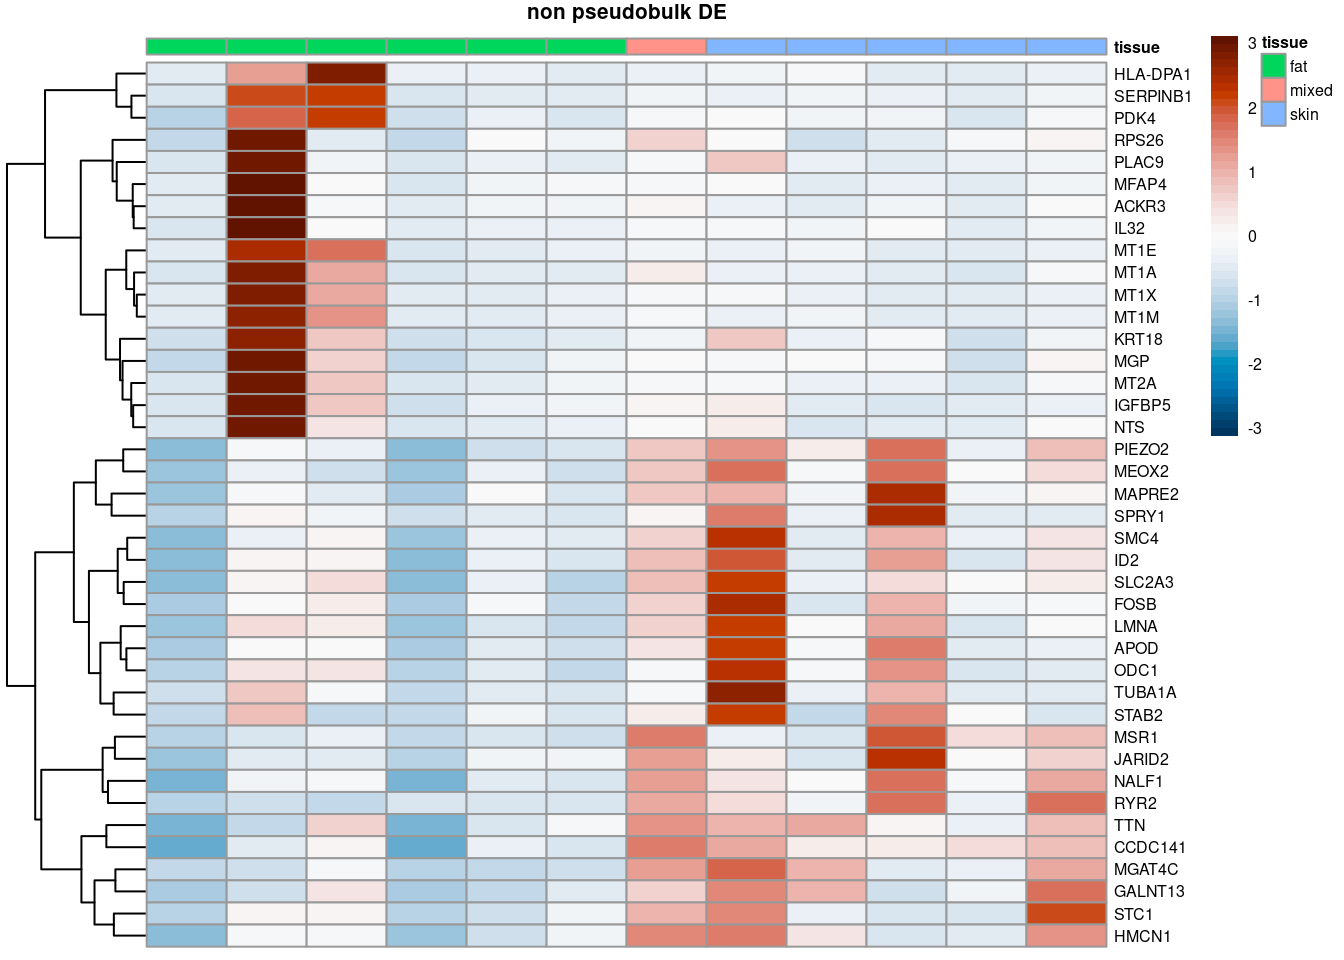 non pseudobulk DE
tissue
HLA-DPA1
SERPINB1
PDK4
RPS26
PLAC9
MFAP4
ACKR3
IL32
MT1E
MT1A
MT1X
MT1M
KRT18
MGP
MT2A
IGFBP5
NTS
PIEZO2
MEOX2
MAPRE2
SPRY1
SMC4
ID2
SLC2A3
FOSB
LMNA
APOD
ODC1
TUBA1A
STAB2
MSR1
JARID2
NALF1
RYR2
TTN
CCDC141
MGAT4C
GALNT13
STC1
HMCN1
3
2
1
0
-1
-2
-3
tissue
fat
mixed
skin